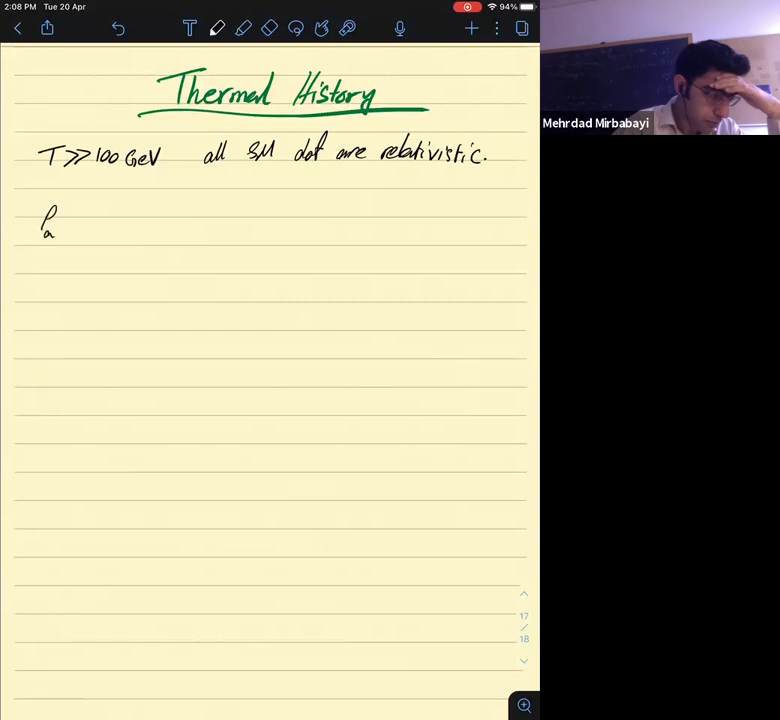 2:08 PM Tue 20 Apr 94%
Thermal History
T >> 100 GeV all SM dof are relativistic.
ρa
17
/
18
Mehrdad Mirbabayi